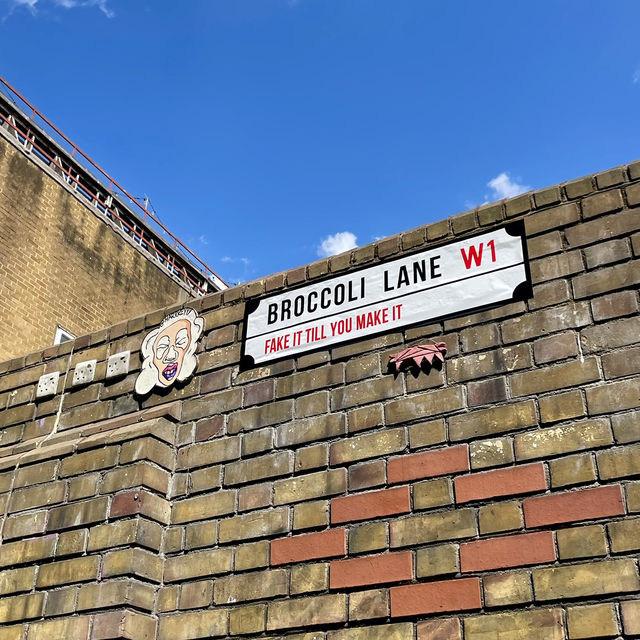 BROCCOLI LANE W1
FAKE IT TILL YOU MAKE IT